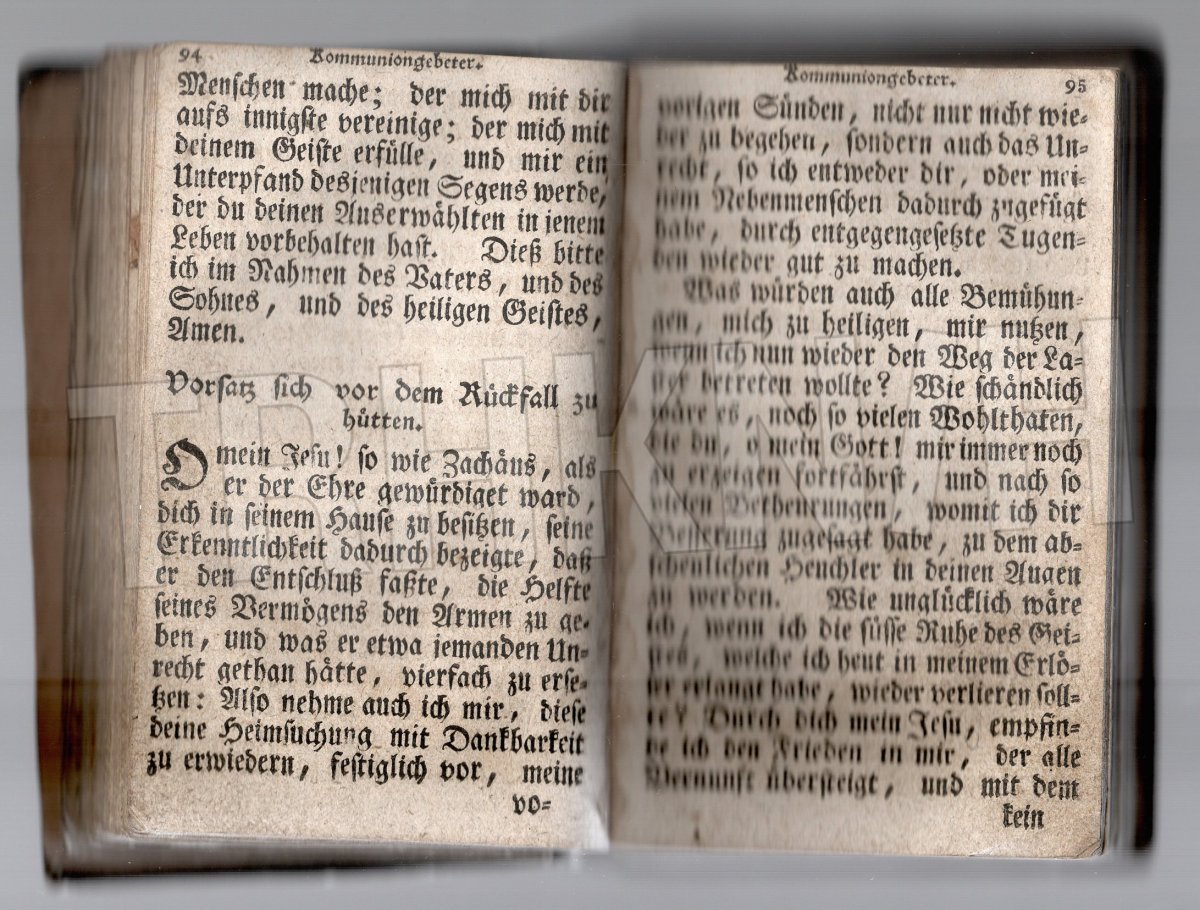 94 Kommuniongebeter.
Menschen mache; der mich mit dir
aufs innigste vereinige; der mich mit
deinem Geiste erfülle, und mir ein
Unterpfand desjenigen Segens werde,
der du deinen Auserwählten in jenem
Leben vorbehalten hast. Dieß bitte
ich im Nahmen des Vaters, und des
Sohnes, und des heiligen Geistes,
Amen.
Vorsatz sich vor dem Rückfall zu
hütten.
O mein Jesu! so wie Zachäus, als
er der Ehre gewürdiget ward,
dich in seinem Hause zu besitzen, seine
Erkenntlichkeit dadurch bezeigte, daß
er den Entschluß faßte, die Helfte
seines Vermögens den Armen zu ge-
ben, und was er etwa jemanden Un-
recht gethan hätte, vierfach zu erse-
tzen: Also nehme auch ich mir, diese
deine Heimsuchung mit Dankbarkeit
zu erwiedern, festiglich vor, meine
vo-
Kommuniongebeter. 95
vorigen Sünden, nicht nur nicht wie-
der zu begehen, sondern auch das Un-
recht, so ich entweder dir, oder mei-
nem Nebenmenschen dadurch zugefügt
habe, durch entgegengesetzte Tugen-
den wieder gut zu machen.
Was würden auch alle Bemühun-
gen, mich zu heiligen, mir nutzen,
wenn ich nun wieder den Weg der La-
ster betreten wollte? Wie schändlich
wäre es, noch so vielen Wohlthaten,
die du, o mein Gott! mir immer noch
zu erzeigen fortfährst, und nach so
vielen Betheurungen, womit ich dir
Besserung zugesagt habe, zu dem ab-
scheulichen Heuchler in deinen Augen
zu werden. Wie unglücklich wäre
ich, wenn ich die süsse Ruhe des Gei-
stes, welche ich heut in meinem Erlö-
ser erlangt habe, wieder verlieren soll-
te? Durch dich mein Jesu, empfin-
de ich den Frieden in mir, der alle
Vernunft übersteigt, und mit dem
kein